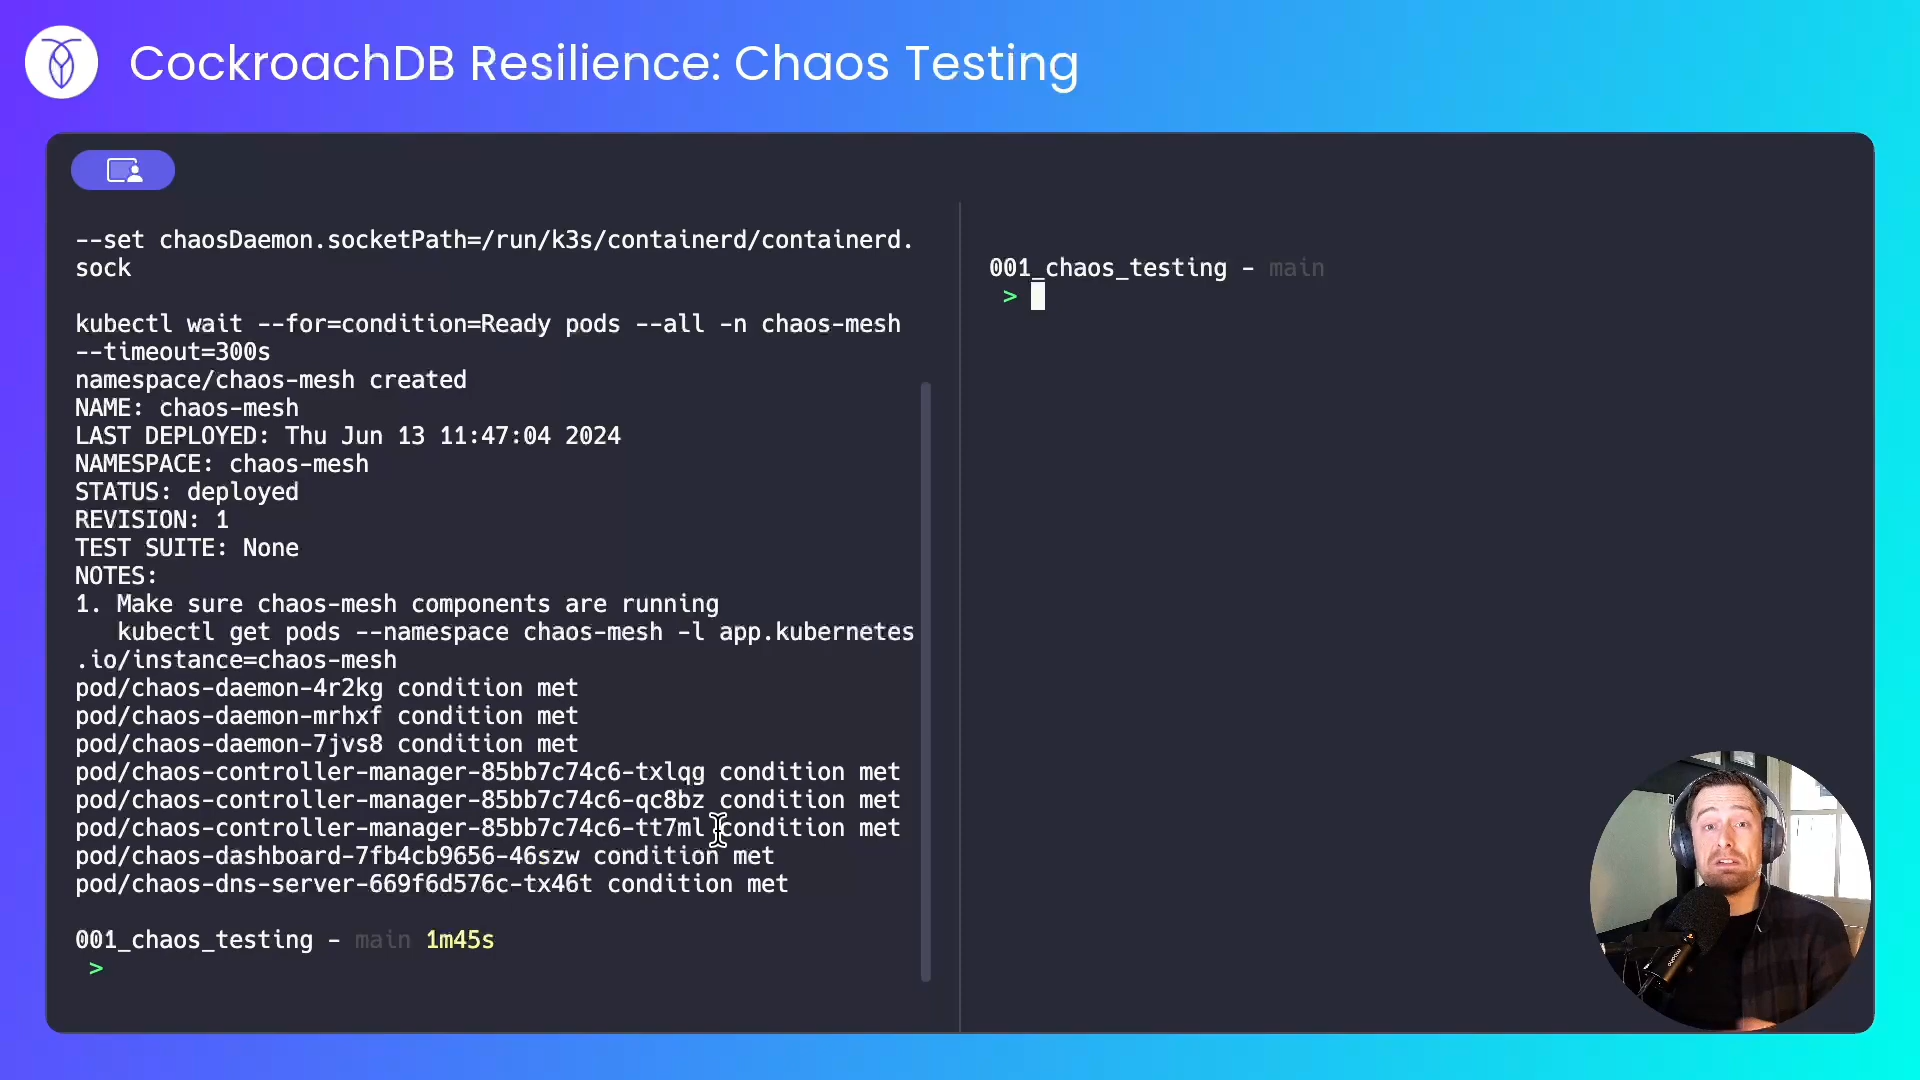 CockroachDB Resilience: Chaos Testing
--set chaosDaemon.socketPath=/run/k3s/containerd/containerd.
sock
kubectl wait --for=condition=Ready pods --all -n chaos-mesh
--timeout=300s
namespace/chaos-mesh created
NAME: chaos-mesh
LAST DEPLOYED: Thu Jun 13 11:47:04 2024
NAMESPACE: chaos-mesh
STATUS: deployed
REVISION: 1
TEST SUITE: None
NOTES:
1. Make sure chaos-mesh components are running
   kubectl get pods --namespace chaos-mesh -l app.kubernetes
.io/instance=chaos-mesh
pod/chaos-daemon-4r2kg condition met
pod/chaos-daemon-mrhxf condition met
pod/chaos-daemon-7jvs8 condition met
pod/chaos-controller-manager-85bb7c74c6-txlqg condition met
pod/chaos-controller-manager-85bb7c74c6-qc8bz condition met
pod/chaos-controller-manager-85bb7c74c6-tt7ml condition met
pod/chaos-dashboard-7fb4cb9656-46szw condition met
pod/chaos-dns-server-669f6d576c-tx46t condition met
001_chaos_testing - main 1m45s
>
001_chaos_testing - main
>